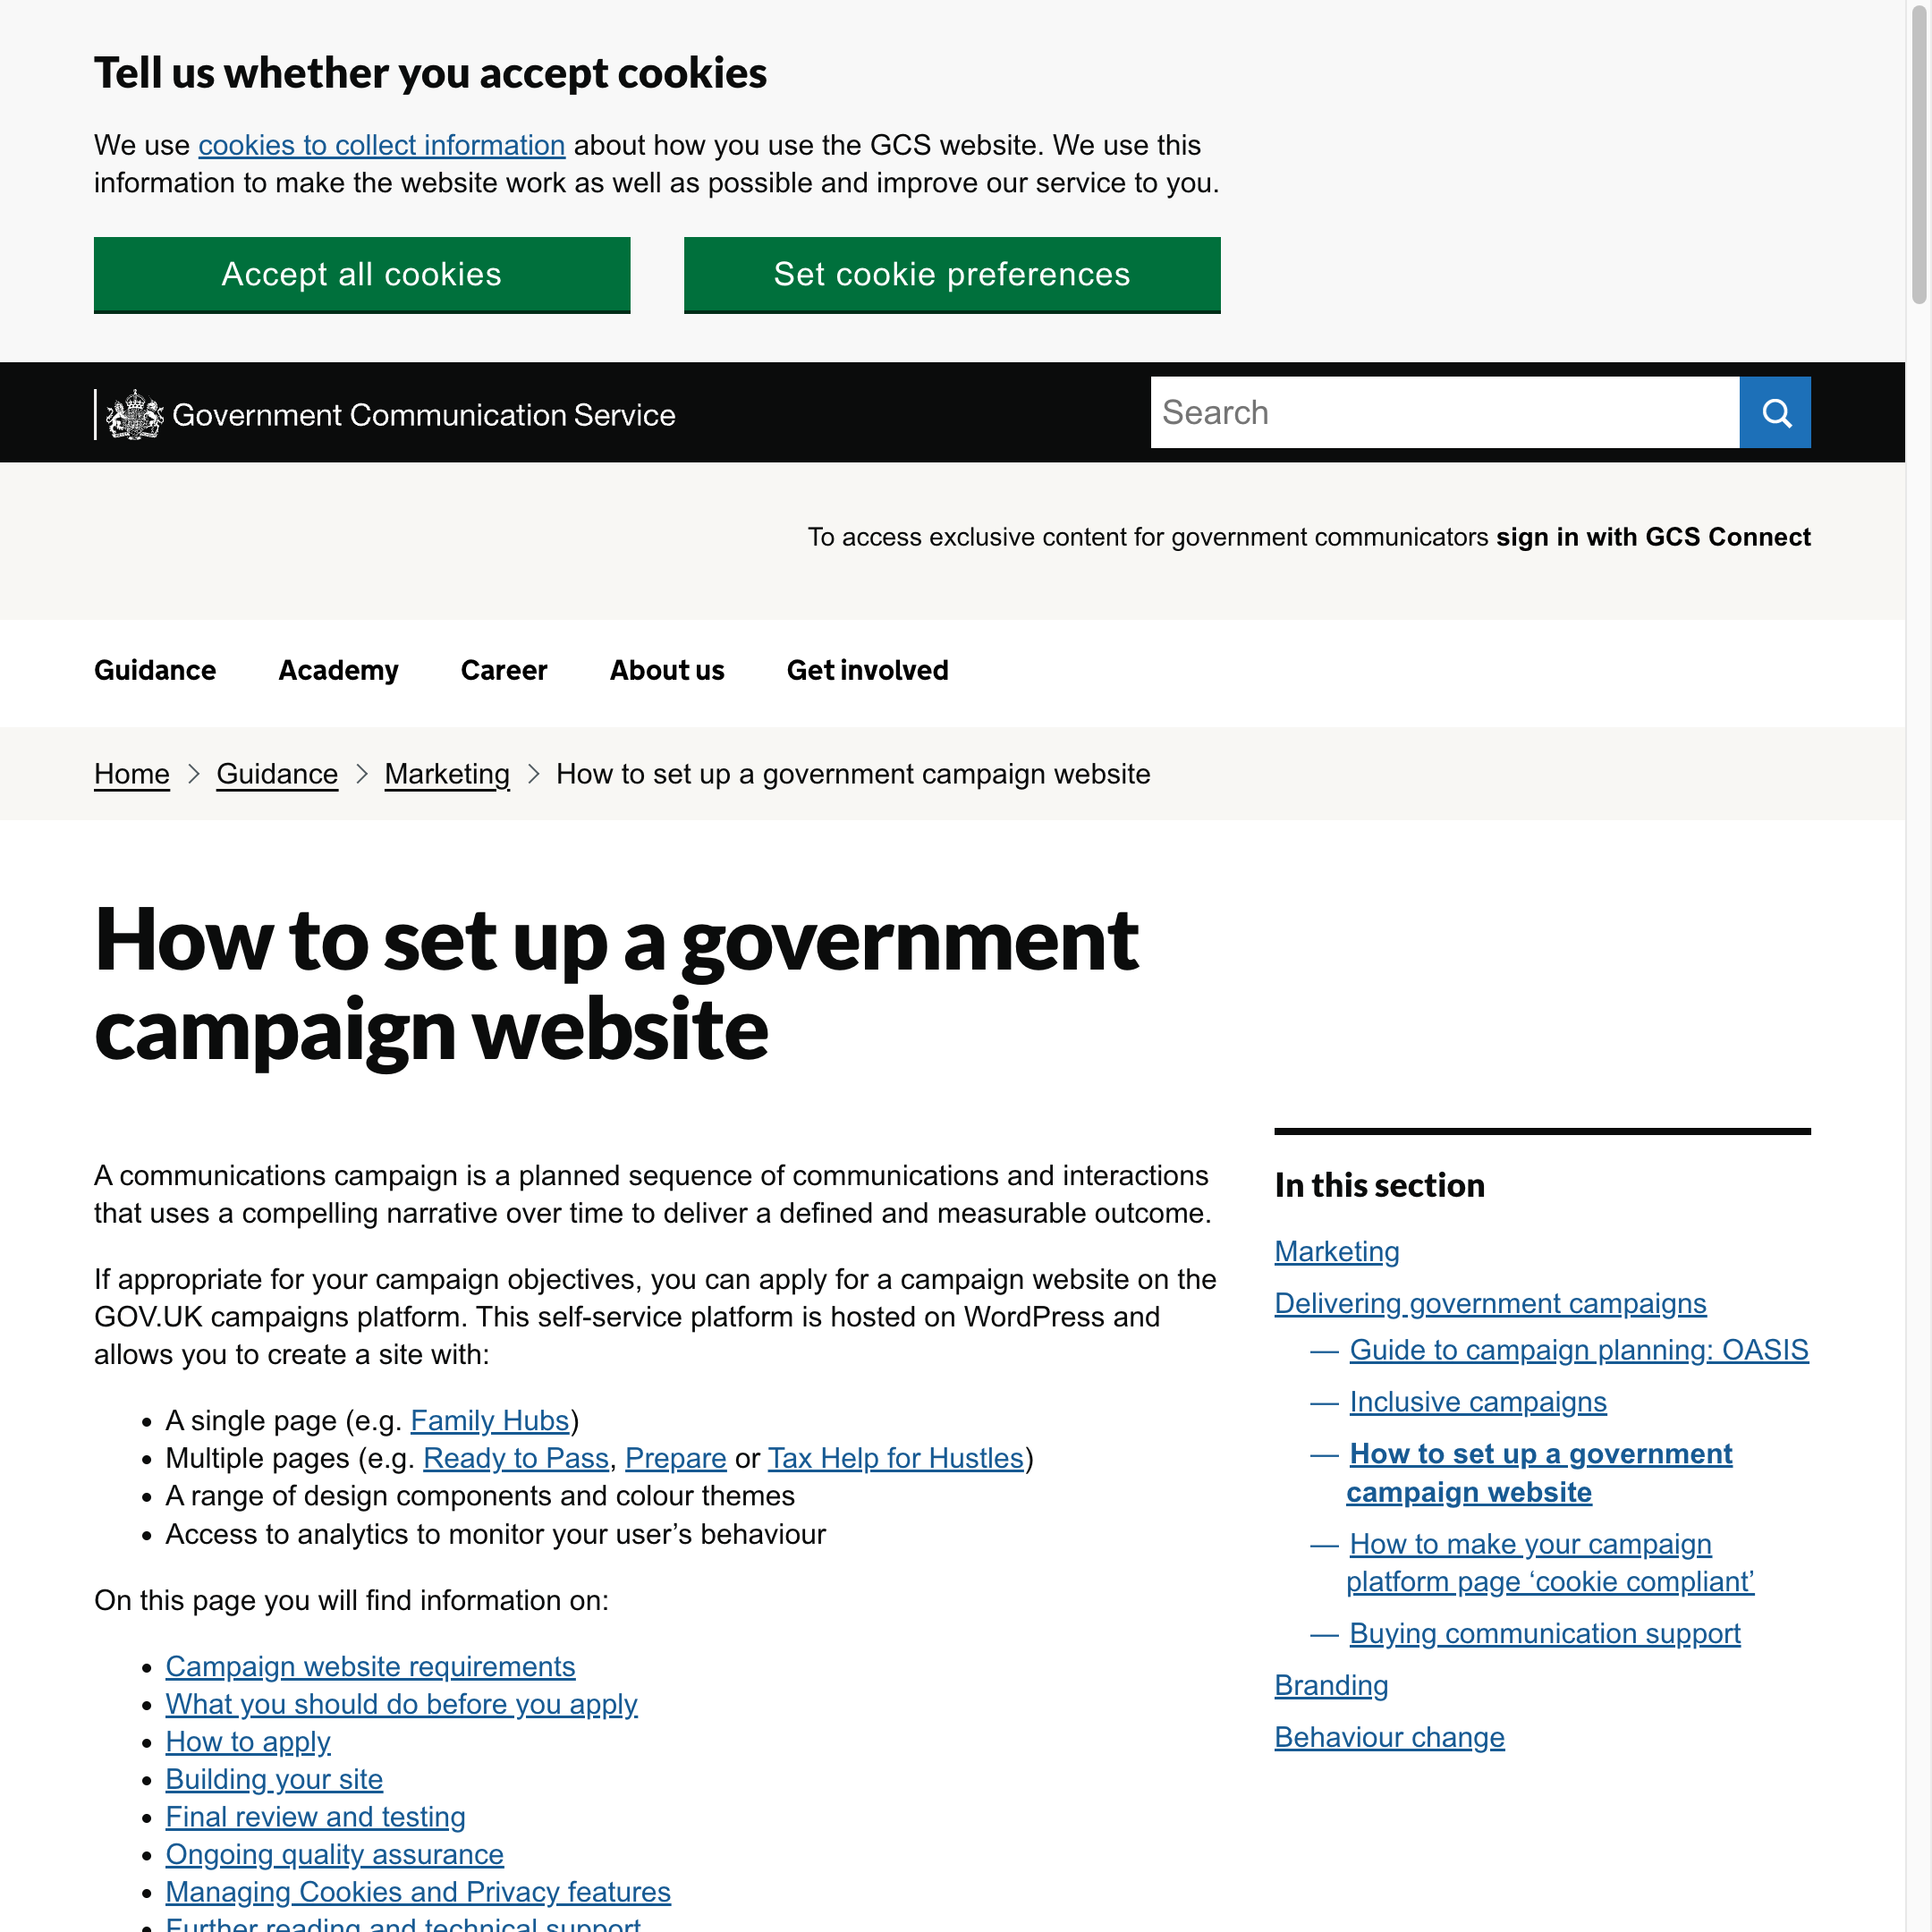 Tell us whether you accept cookies
We use cookies to collect information about how you use the GCS website. We use this
information to make the website work as well as possible and improve our service to you.
Accept all cookies
Set cookie preferences
Government Communication Service
Search
To access exclusive content for government communicators sign in with GCS Connect
Guidance
Academy
Career
About us
Get involved
Home > Guidance > Marketing > How to set up a government campaign website
How to set up a government
campaign website
A communications campaign is a planned sequence of communications and interactions
that uses a compelling narrative over time to deliver a defined and measurable outcome.
If appropriate for your campaign objectives, you can apply for a campaign website on the
GOV.UK campaigns platform. This self-service platform is hosted on WordPress and
allows you to create a site with:
• A single page (e.g. Family Hubs)
• Multiple pages (e.g. Ready to Pass, Prepare or Tax Help for Hustles)
• A range of design components and colour themes
• Access to analytics to monitor your user’s behaviour
On this page you will find information on:
• Campaign website requirements
• What you should do before you apply
• How to apply
• Building your site
• Final review and testing
• Ongoing quality assurance
• Managing Cookies and Privacy features
• Further reading and technical support
In this section
Marketing
Delivering government campaigns
— Guide to campaign planning: OASIS
— Inclusive campaigns
— How to set up a government
campaign website
— How to make your campaign
platform page ‘cookie compliant’
— Buying communication support
Branding
Behaviour change